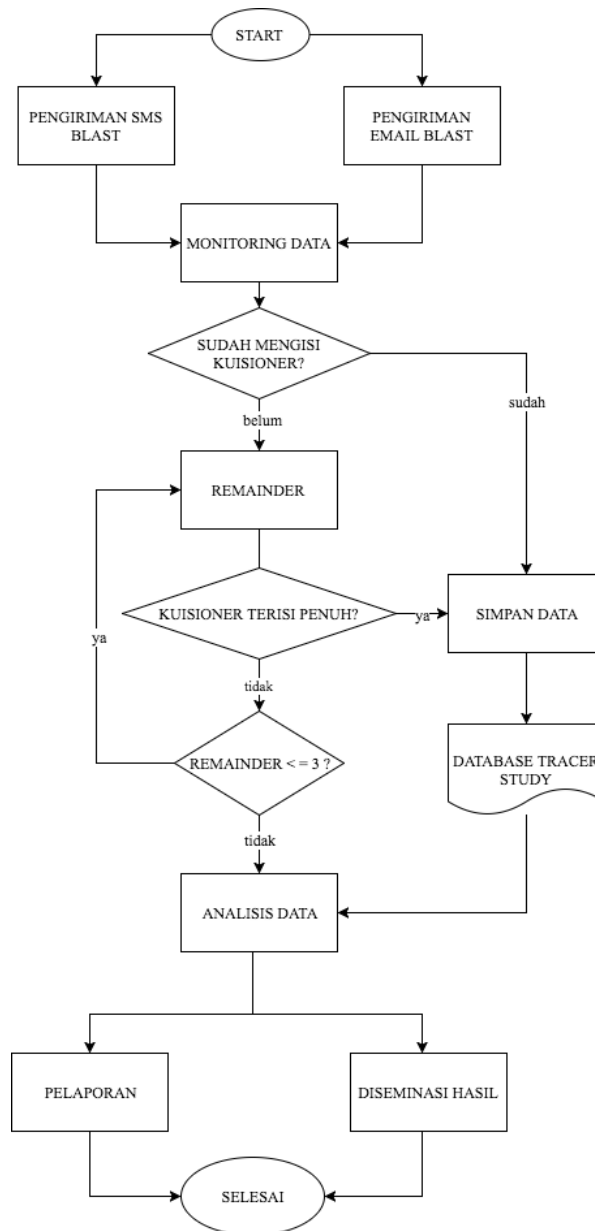 START
PENGIRIMAN SMS
BLAST
PENGIRIMAN
EMAIL BLAST
MONITORING DATA
SUDAH MENGISI
KUISIONER?
sudah
belum
REMAINDER
KUISIONER TERISI PENUH?
ya
SIMPAN DATA
ya
tidak
REMAINDER < = 3 ?
DATABASE TRACER
STUDY
tidak
ANALISIS DATA
PELAPORAN
DISEMINASI HASIL
SELESAI